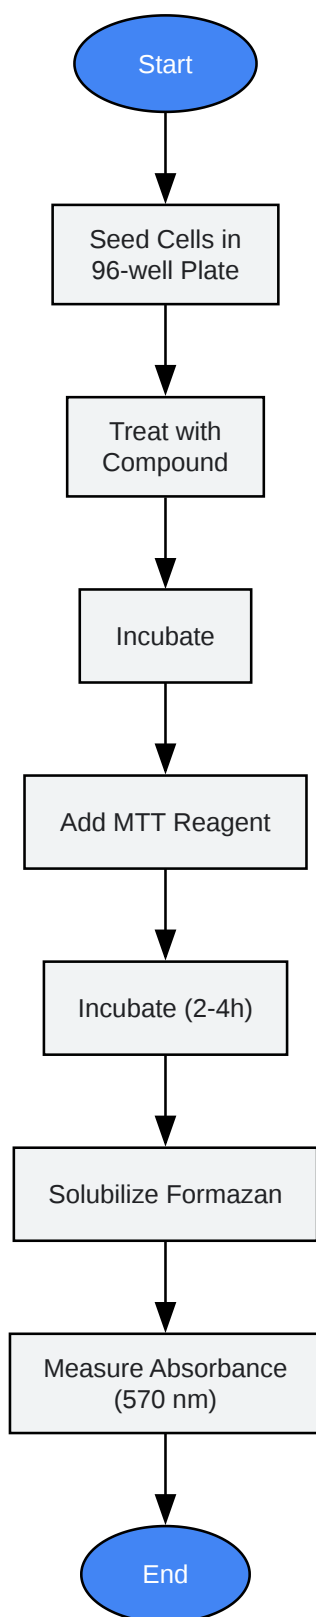 Start
Seed Cells in
96-well Plate
Treat with
Compound
Incubate
Add MTT Reagent
Incubate (2-4h)
Solubilize Formazan
Measure Absorbance
(570 nm)
End